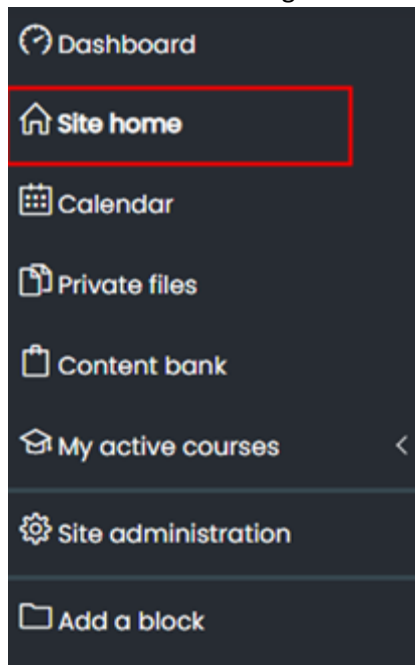 Dashboard
Site home
Calendar
Private files
Content bank
My active courses
Site administration
Add a block